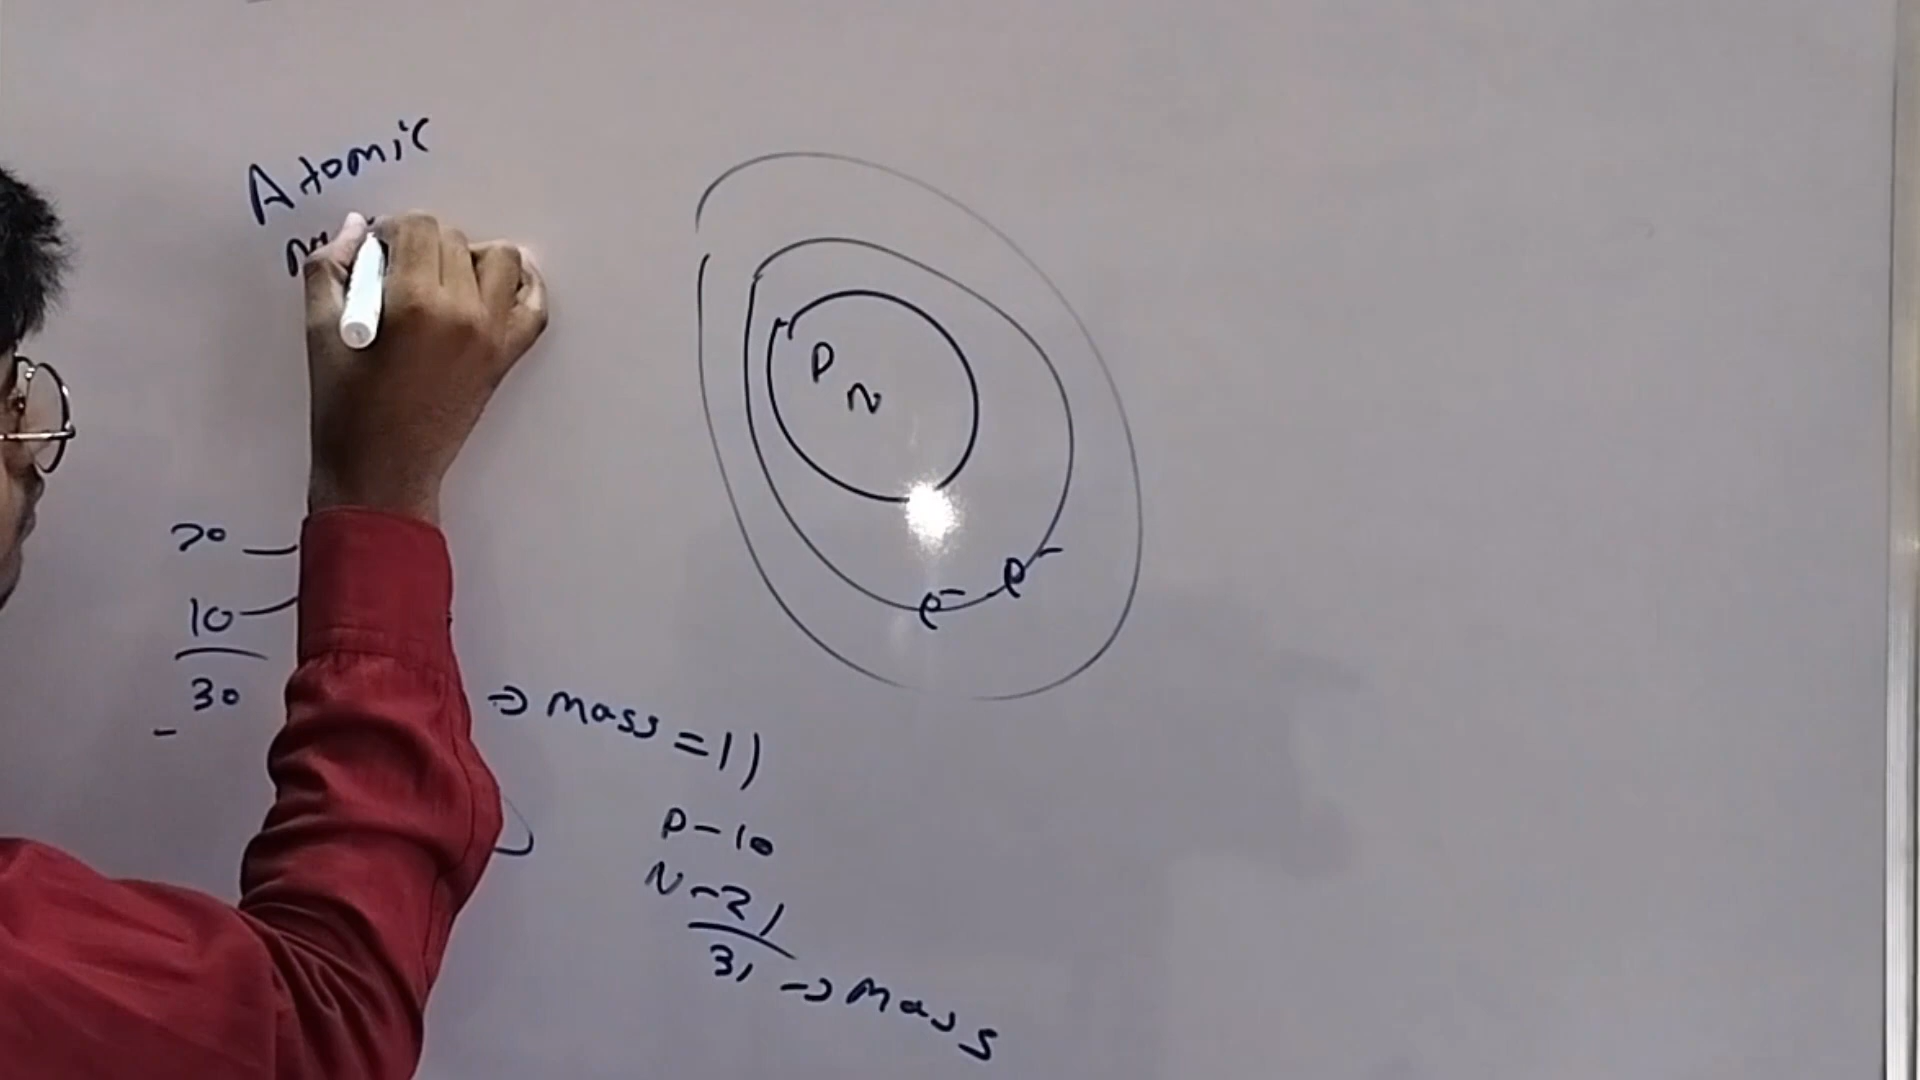 Atomic
P
N
e⁻ e⁻
20
10
30
→ mass = 11
P - 10
N - 21
31 → Mass